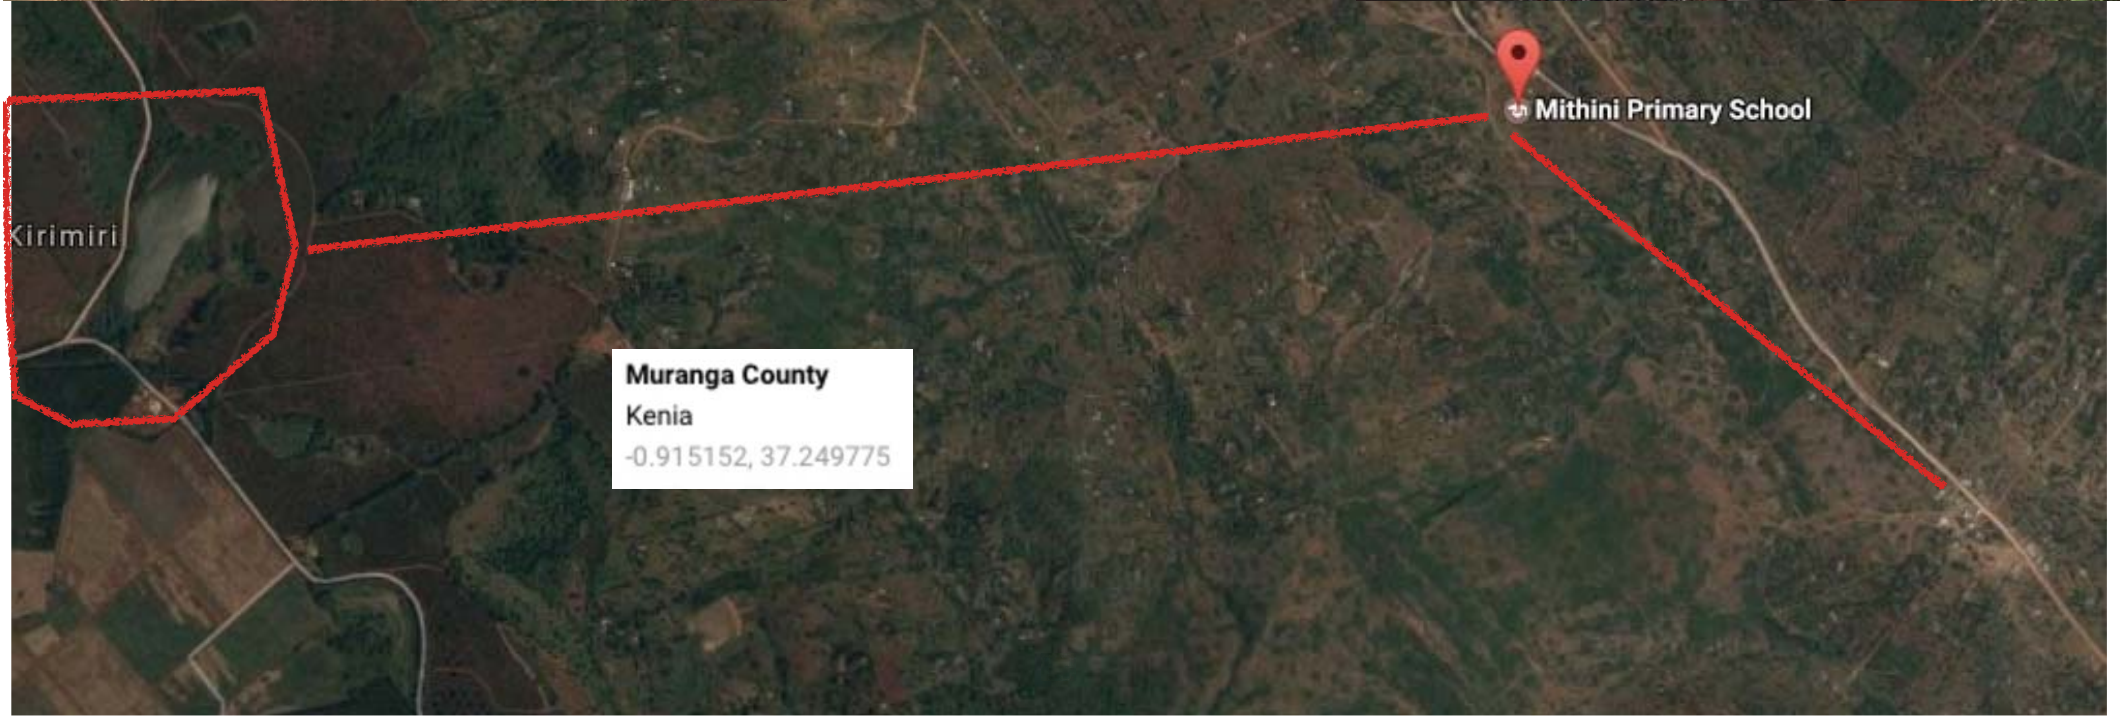 Mithini Primary School
Kirimiri
Muranga County
Kenia
-0.915152, 37.249775